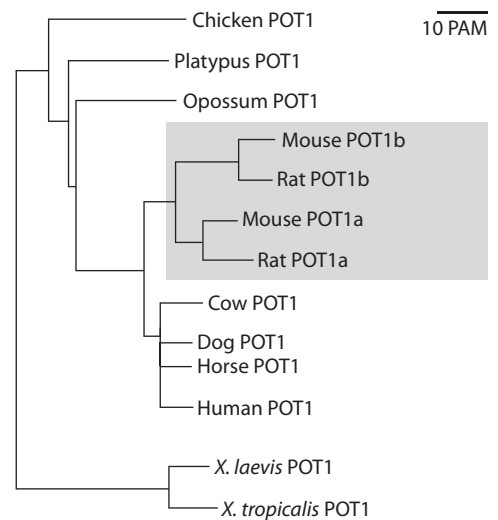 Chicken POT1
10 PAM
Platypus POT1
Opossum POT1
Mouse POT1b
Rat POT1b
Mouse POT1a
Rat POT1a
Cow POT1
Dog POT1
Horse POT1
Human POT1
X. laevis POT1
X. tropicalis POT1